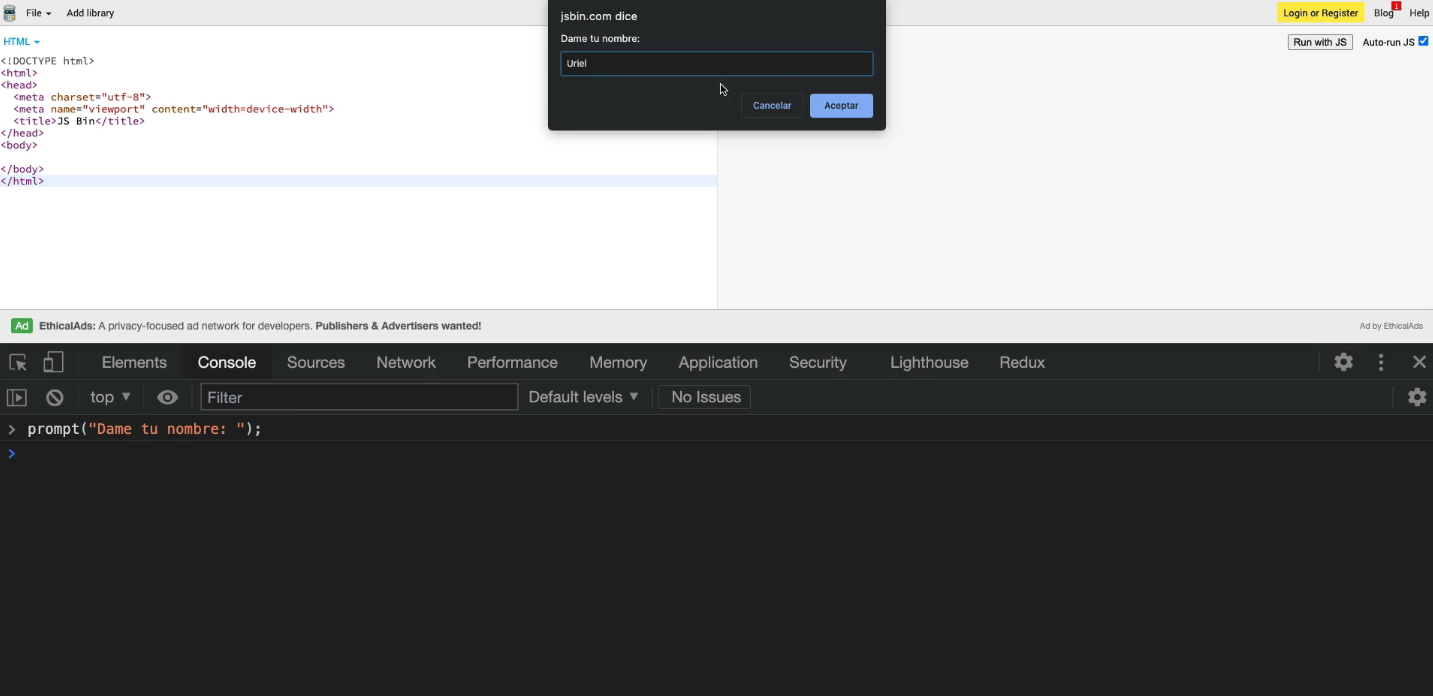 File Add library
Login or Register Blog 1 Help
jsbin.com dice
Dame tu nombre:
Uriel
Cancelar Aceptar
HTML
Run with JS Auto-run JS
<!DOCTYPE html>
<html>
<head>
<meta charset="utf-8">
<meta name="viewport" content="width=device-width">
<title>JS Bin</title>
</head>
<body>
</body>
</html>
Ad EthicalAds: A privacy-focused ad network for developers. Publishers & Advertisers wanted! Ad by EthicalAds
Elements Console Sources Network Performance Memory Application Security Lighthouse Redux
top Filter Default levels No Issues
> prompt("Dame tu nombre: ");
>